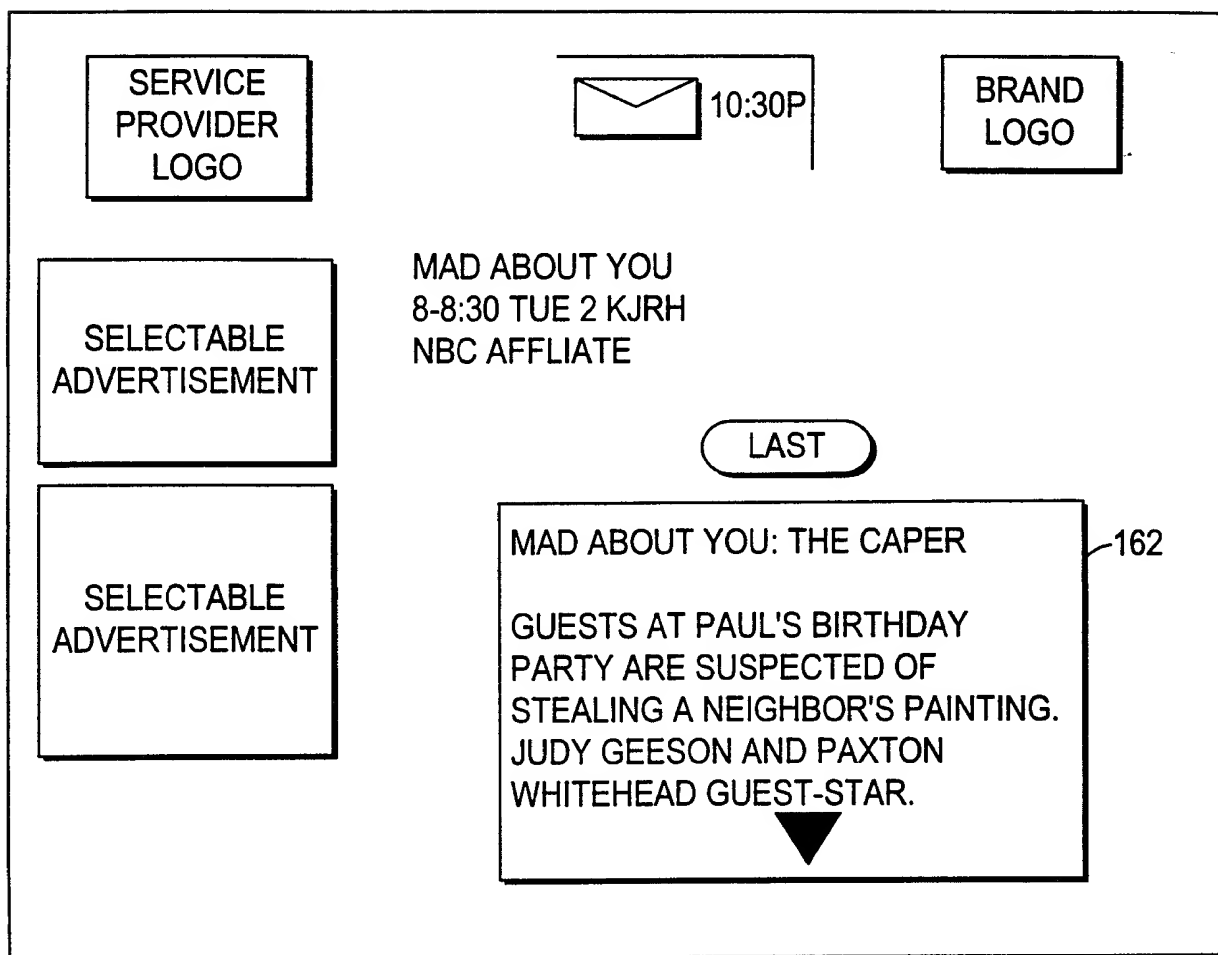 SERVICE
PROVIDER
LOGO
10:30P
BRAND
LOGO
SELECTABLE
ADVERTISEMENT
SELECTABLE
ADVERTISEMENT
MAD ABOUT YOU
8-8:30 TUE 2 KJRH
NBC AFFLIATE
LAST
MAD ABOUT YOU: THE CAPER
GUESTS AT PAUL'S BIRTHDAY
PARTY ARE SUSPECTED OF
STEALING A NEIGHBOR'S PAINTING.
JUDY GEESON AND PAXTON
WHITEHEAD GUEST-STAR.
162